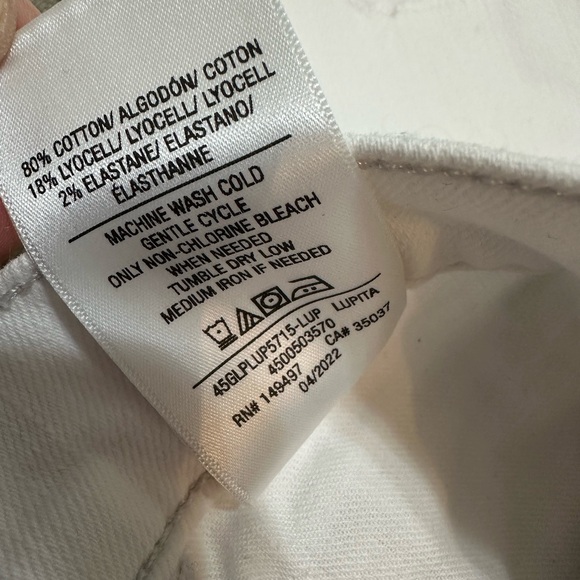 80% COTTON/ ALGODÓN/ COTON
18% LYOCELL/ LYOCELL/ LYOCELL
2% ELASTANE/ ELASTANO/
ÉLASTHANNE
MACHINE WASH COLD
GENTLE CYCLE
ONLY NON-CHLORINE BLEACH
WHEN NEEDED
TUMBLE DRY LOW
MEDIUM IRON IF NEEDED
45GLPLUP5715-LUP LUPITA
4500503570
RN# 149497 CA# 35037
04/2022